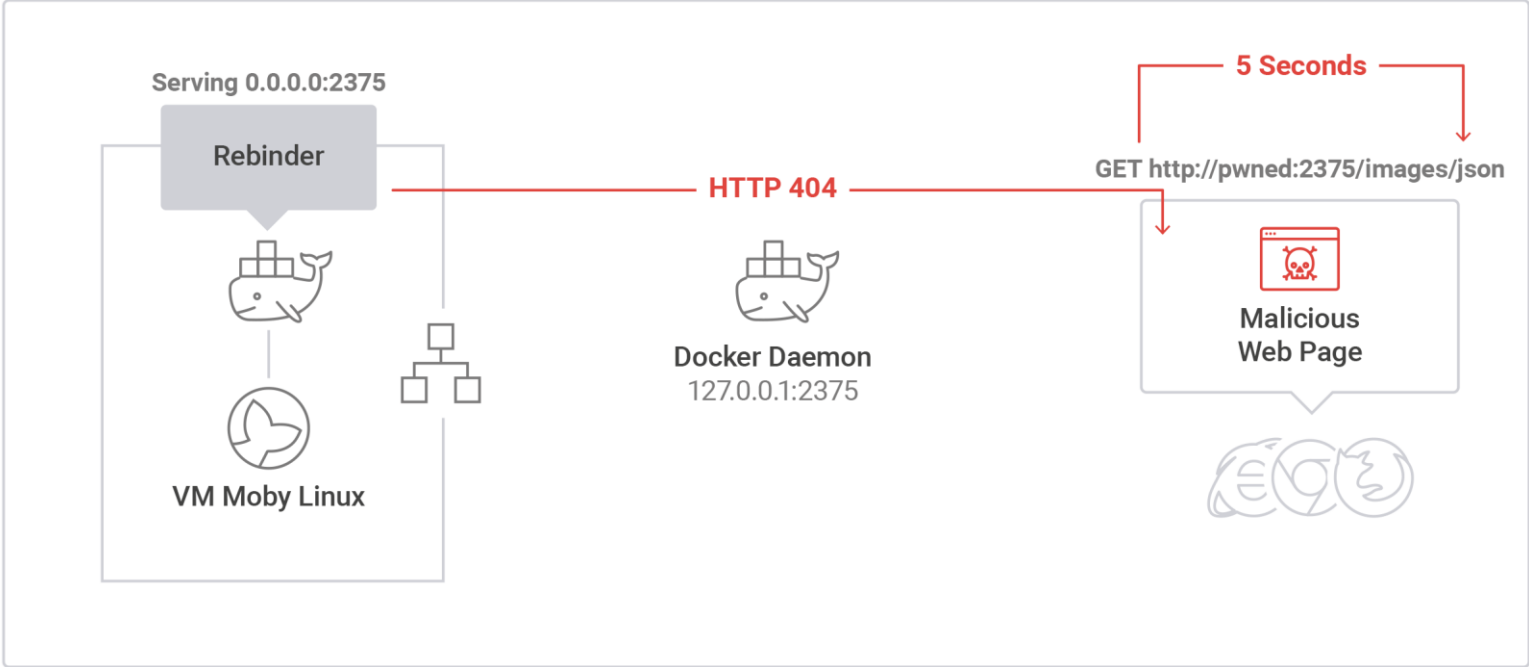 Serving 0.0.0.0:2375
Rebinder
VM Moby Linux
HTTP 404
Docker Daemon
127.0.0.1:2375
5 Seconds
GET http://pwned:2375/images/json
Malicious
Web Page